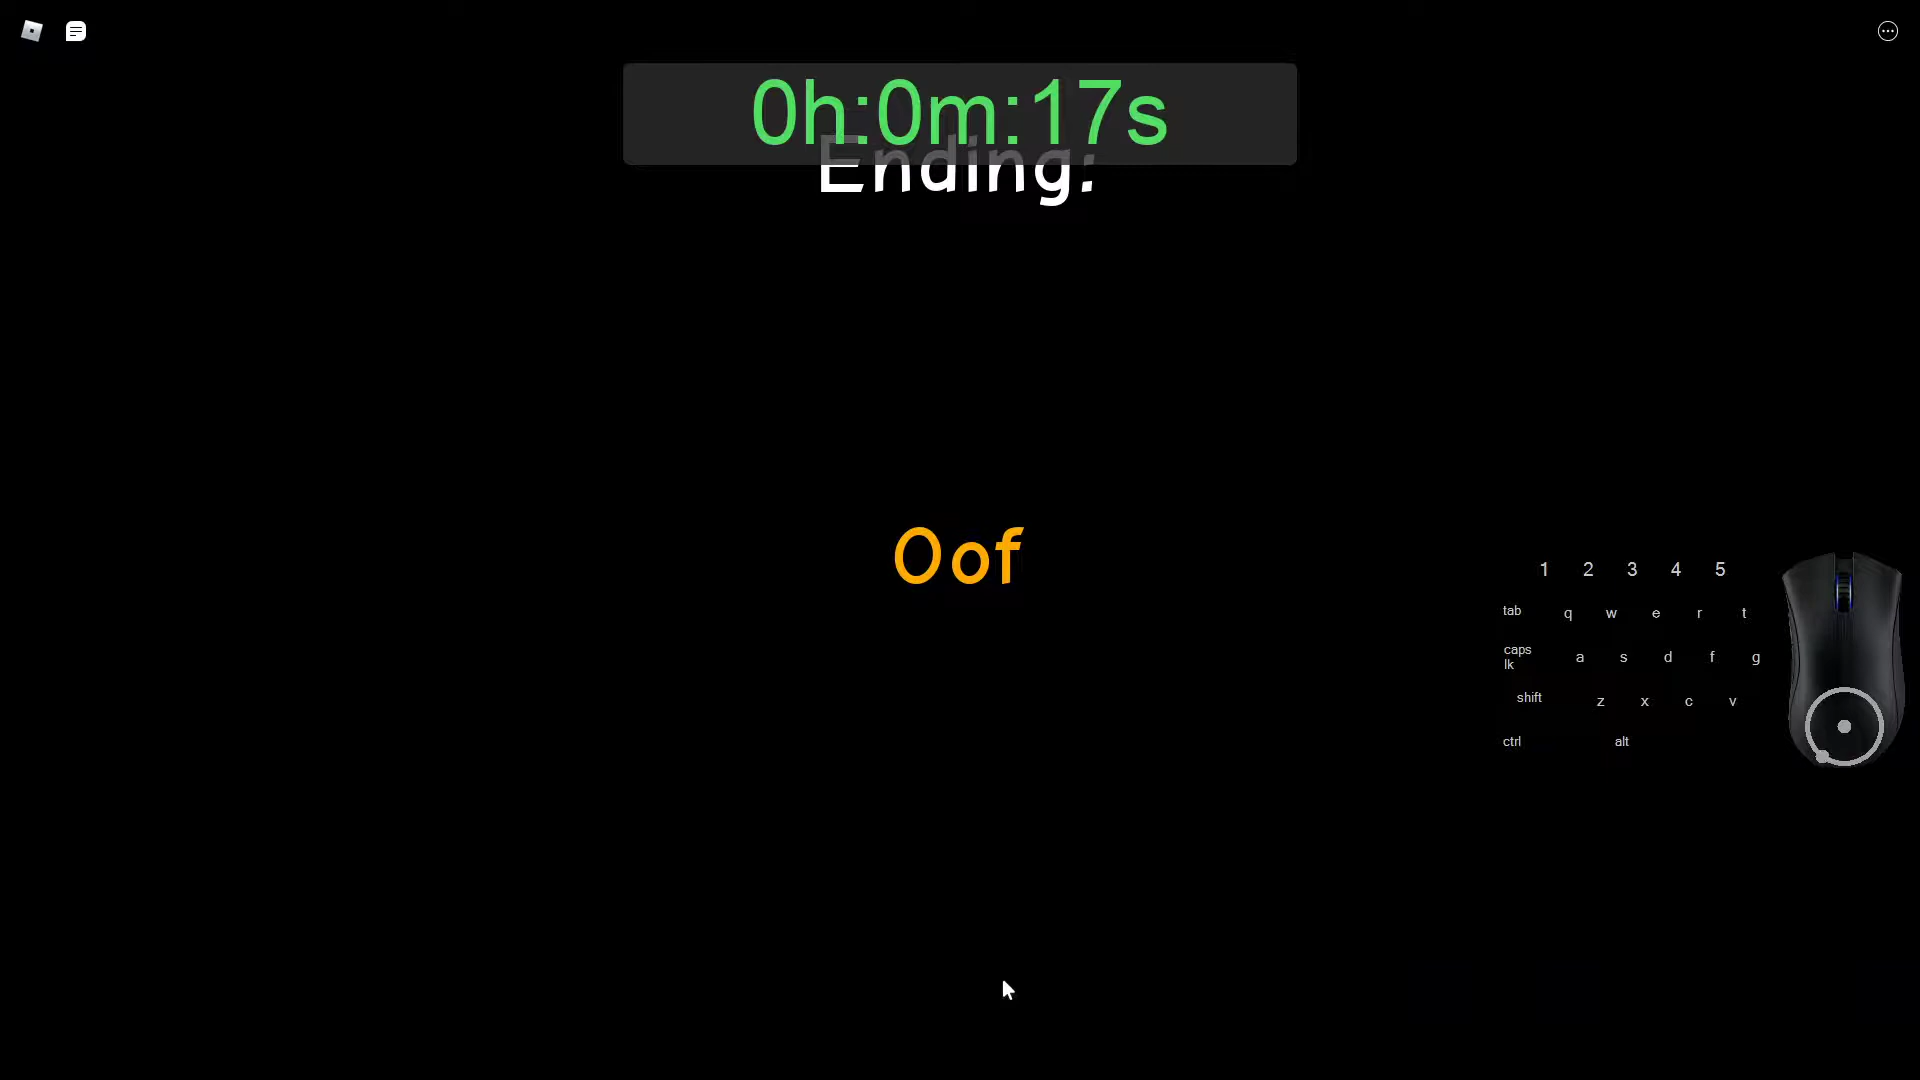 0h:0m:17s
Ending:
Oof
1 2 3 4 5
tab q w e r t
caps
lk a s d f g
shift z x c v
ctrl alt